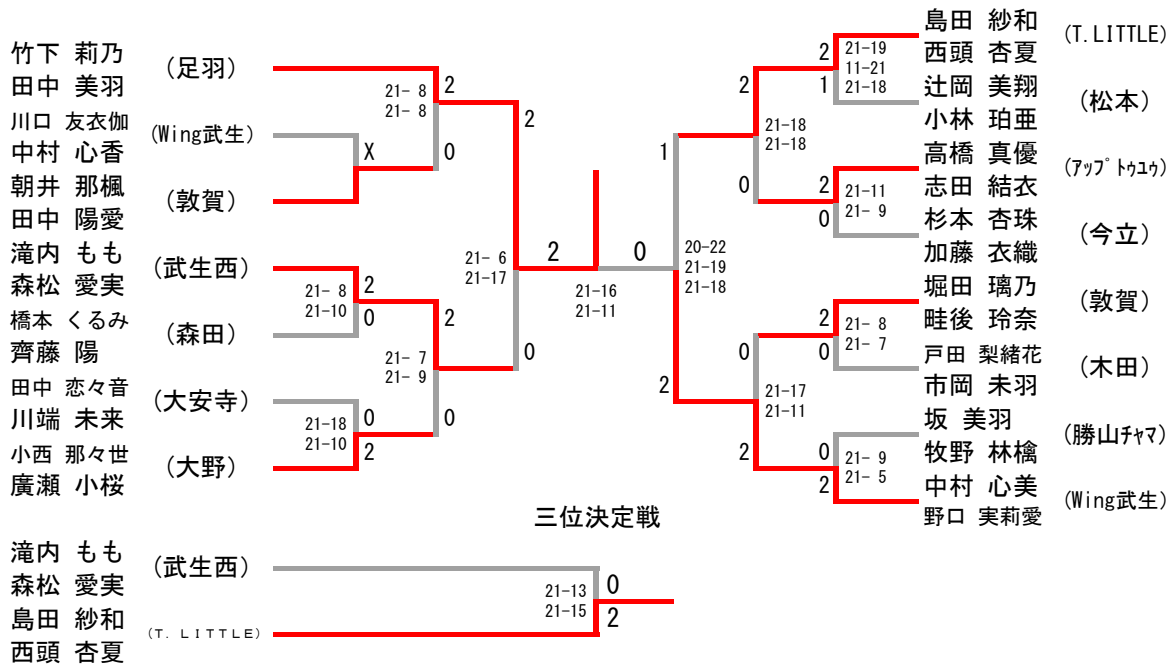 竹下 莉乃
田中 美羽
(足羽)
川口 友衣伽
中村 心香
(Wing武生)
朝井 那楓
田中 陽愛
(敦賀)
滝内 もも
森松 愛実
(武生西)
橋本 くるみ
齊藤 陽
(森田)
田中 恋々音
川端 未来
(大安寺)
小西 那々世
廣瀬 小桜
(大野)
X
21- 8
21- 8
2
0
21- 8
21-10
2
0
21-18
21-10
0
2
21- 7
21- 9
2
0
21- 6
21-17
2
0
2
0
21-16
21-11
1
2
20-22
21-19
21-18
2
0
21-18
21-18
0
2
21-17
21-11
2
1
21-19
11-21
21-18
2
0
21-11
21- 9
2
0
21- 8
21- 7
0
2
21- 9
21- 5
島田 紗和
西頭 杏夏
(T.LITTLE)
辻岡 美翔
小林 珀亜
(松本)
高橋 真優
志田 結衣
(アップトゥユゥ)
杉本 杏珠
加藤 衣織
(今立)
堀田 璃乃
畦後 玲奈
(敦賀)
戸田 梨緒花
市岡 未羽
(木田)
坂 美羽
牧野 林檎
(勝山チャマ)
中村 心美
野口 実莉愛
(Wing武生)
三位決定戦
滝内 もも
森松 愛実
(武生西)
島田 紗和
西頭 杏夏
(T. LITTLE)
21-13
21-15
0
2